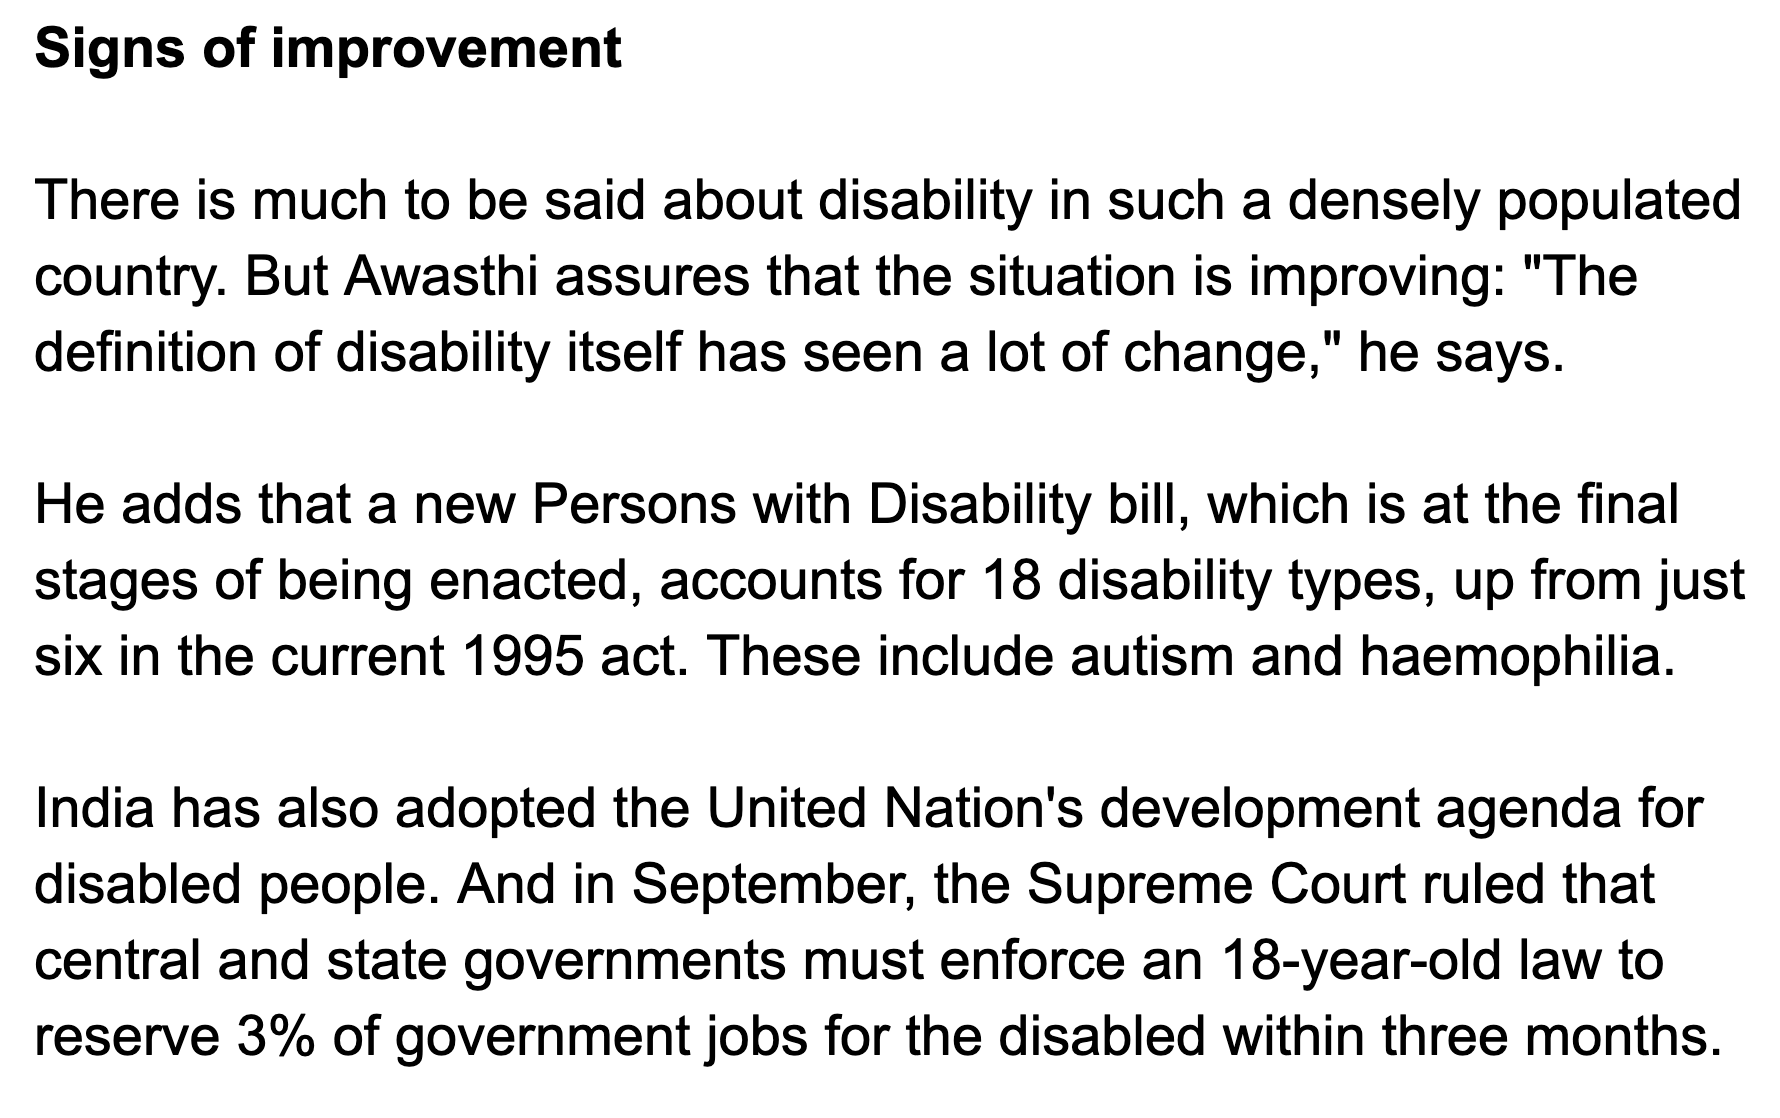 Signs of improvement
There is much to be said about disability in such a densely populated
country. But Awasthi assures that the situation is improving: "The
definition of disability itself has seen a lot of change," he says.
He adds that a new Persons with Disability bill, which is at the final
stages of being enacted, accounts for 18 disability types, up from just
six in the current 1995 act. These include autism and haemophilia.
India has also adopted the United Nation's development agenda for
disabled people. And in September, the Supreme Court ruled that
central and state governments must enforce an 18-year-old law to
reserve 3% of government jobs for the disabled within three months.